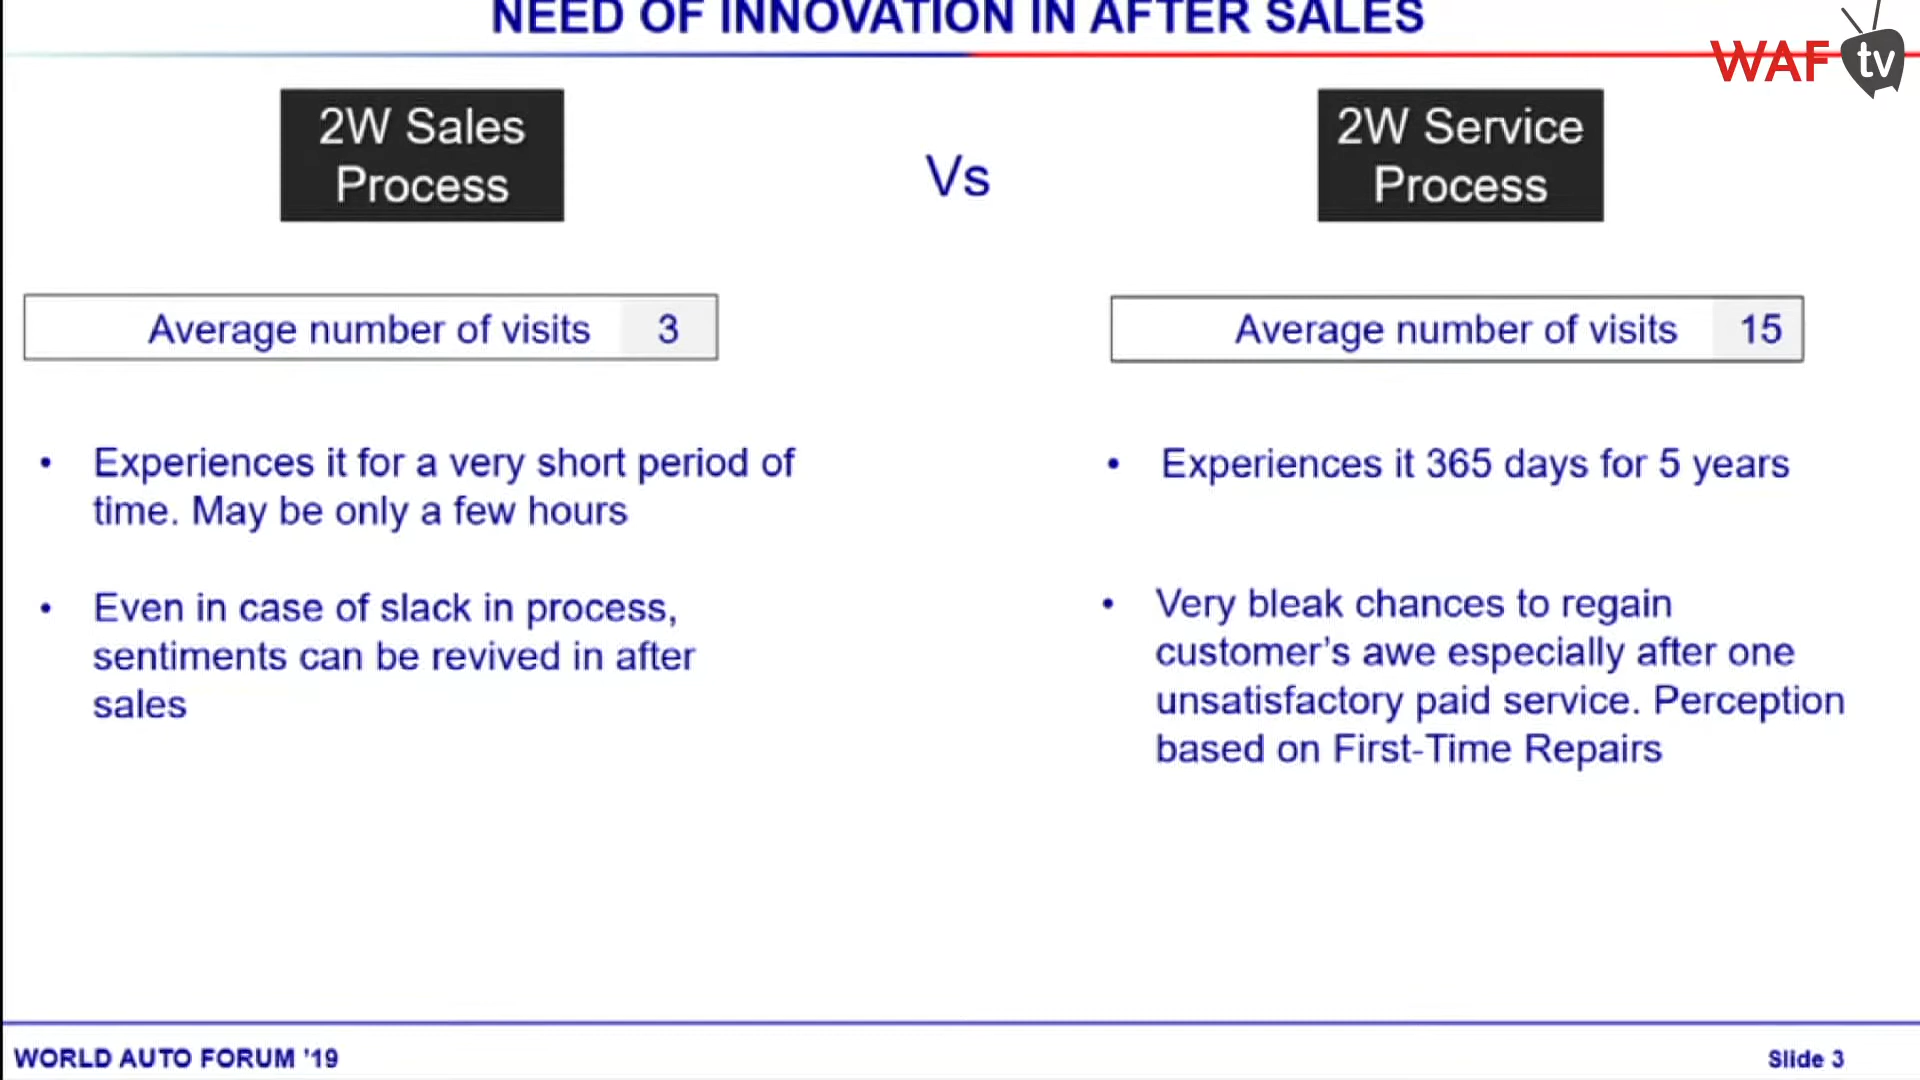 NEED OF INNOVATION IN AFTER SALES
WAF tv
2W Sales
Process
Vs
2W Service
Process
Average number of visits 3
Average number of visits 15
• Experiences it for a very short period of
time. May be only a few hours
• Even in case of slack in process,
sentiments can be revived in after
sales
• Experiences it 365 days for 5 years
• Very bleak chances to regain
customer's awe especially after one
unsatisfactory paid service. Perception
based on First-Time Repairs
WORLD AUTO FORUM '19
Slide 3